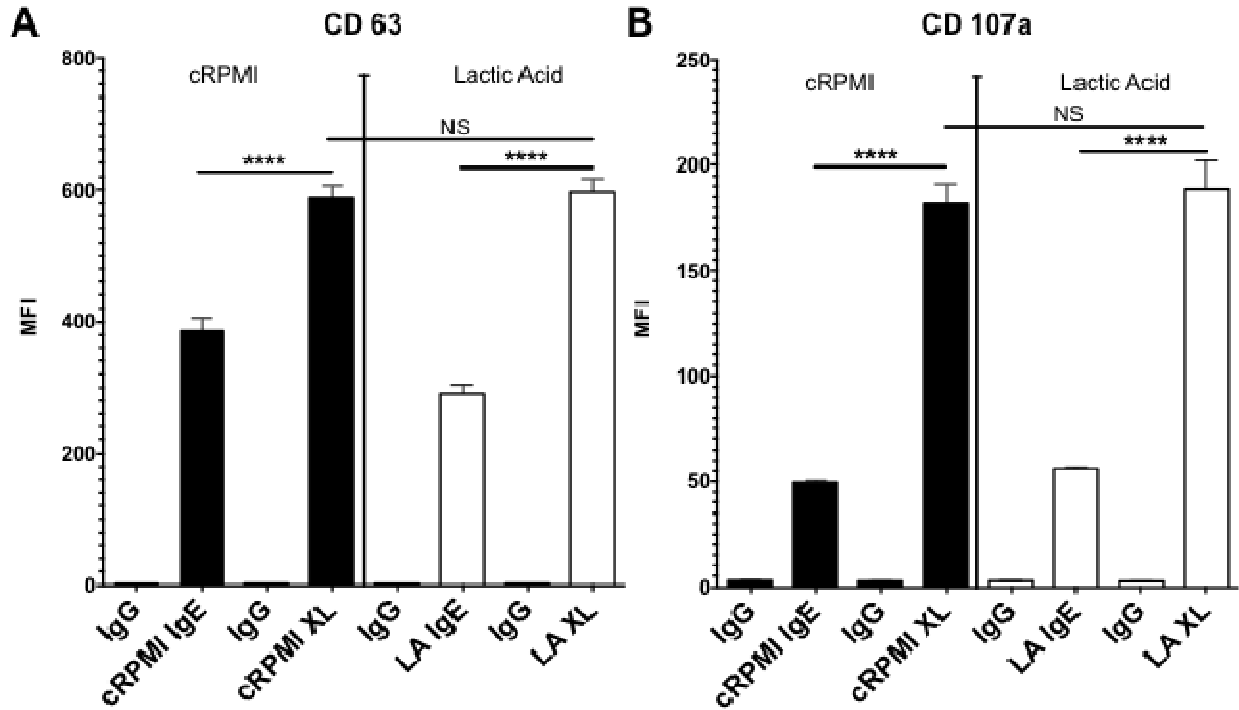 A
CD 63
800
600
400
200
0
MFI
cRPMI
Lactic Acid
NS
****
****
IgG
cRPMI IgE
IgG
cRPMI XL
IgG
LA IgE
IgG
LA XL
B
CD 107a
250
200
150
100
50
0
MFI
cRPMI
Lactic Acid
NS
****
****
IgG
cRPMI IgE
IgG
cRPMI XL
IgG
LA IgE
IgG
LA XL